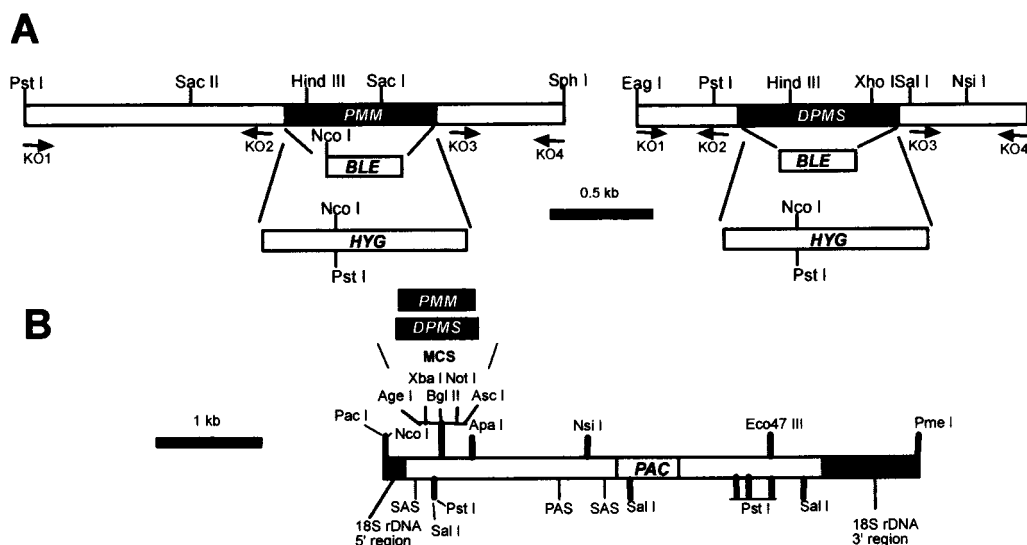 A
Pst I Sac II Hind III Sac I Sph I Eag I Pst I Hind III Xho I Sal I Nsi I
PMM DPMS
KO1 KO2 KO3 KO4 KO1 KO2 KO3 KO4
Nco I
BLE BLE
0.5 kb
Nco I Nco I
HYG HYG
Pst I Pst I
B
PMM
DPMS
MCS
Xba I Not I
Age I Bgl II Asc I
1 kb
Pac I Nco I Apa I Nsi I Eco47 III Pme I
PAC
SAS Pst I PAS SAS Sal I Pst I Sal I
Sal I
18S rDNA 18S rDNA
5' region 3' region